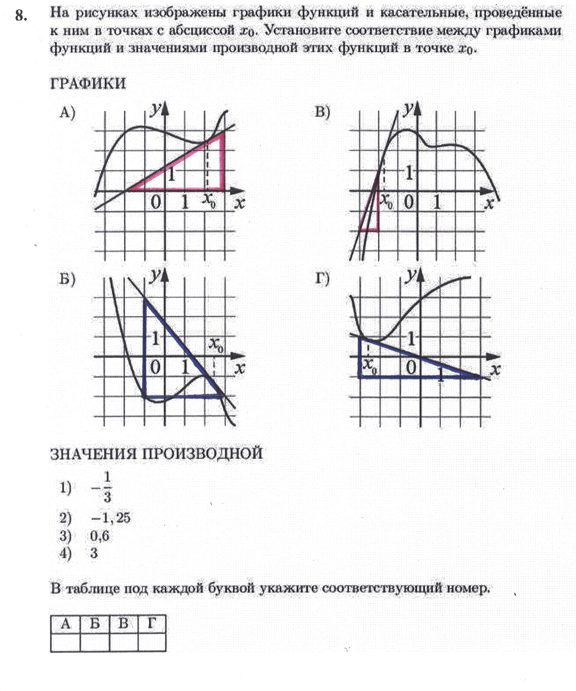 8. На рисунках изображены графики функций и касательные, проведённые
к ним в точках с абсциссой x₀. Установите соответствие между графиками
функций и значениями производной этих функций в точке x₀.
ГРАФИКИ
А)
y
1
0 1 x₀ x
В)
y
1
x₀ 0 1 x
Б)
y
1
x₀
0 1 x
Г)
y
1
x₀ 0 1 x
ЗНАЧЕНИЯ ПРОИЗВОДНОЙ
1) −1/3
2) −1,25
3) 0,6
4) 3
В таблице под каждой буквой укажите соответствующий номер.
А Б В Г